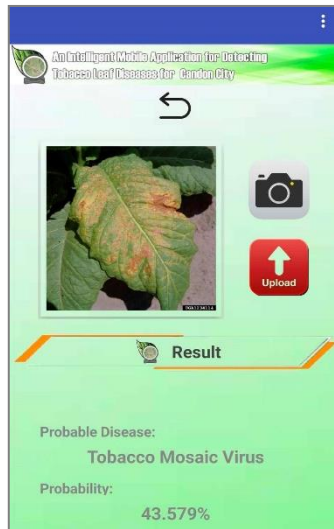 An Intelligent Mobile Application for Detecting
Tobacco Leaf Diseases for Candon City
Upload
Result
Probable Disease:
Tobacco Mosaic Virus
Probability:
43.579%